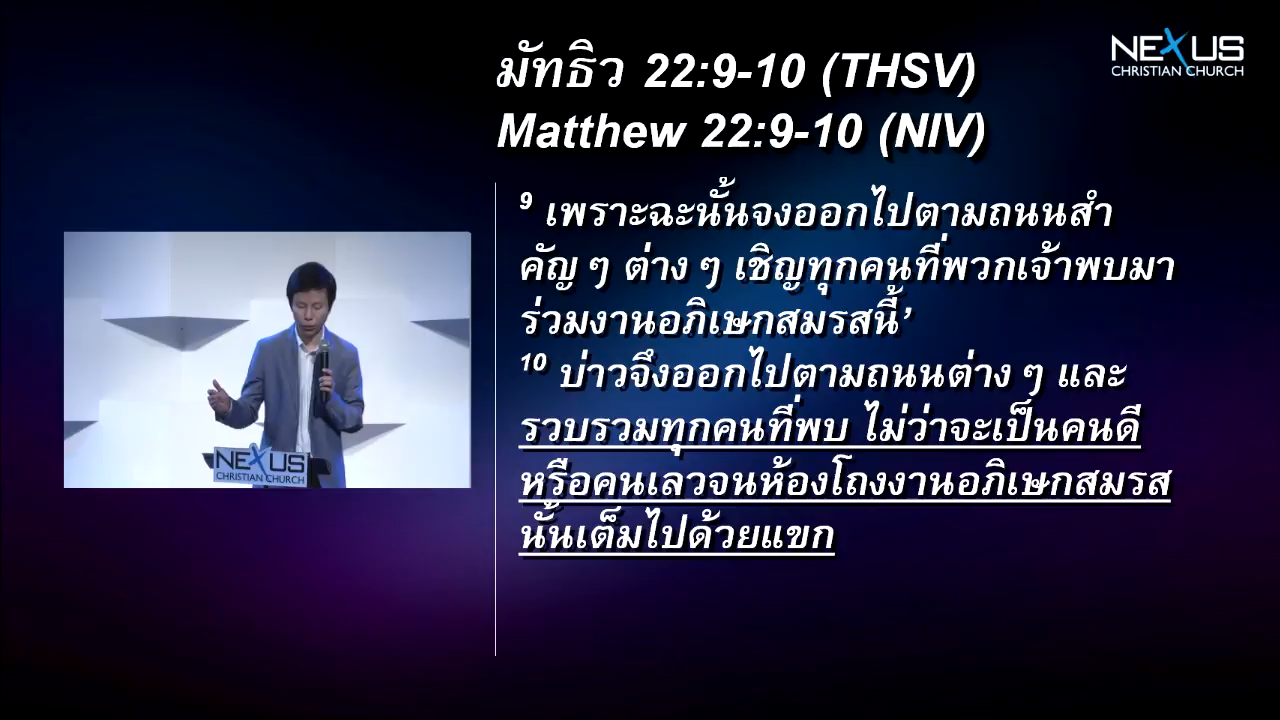 NEXUS
CHRISTIAN CHURCH
มัทธิว 22:9-10 (THSV)
Matthew 22:9-10 (NIV)
9 เพราะฉะนั้นจงออกไปตามถนนสำ
คัญๆ ต่างๆ เชิญทุกคนที่พวกเจ้าพบมา
ร่วมงานอภิเษกสมรสนี้’
10 บ่าวจึงออกไปตามถนนต่างๆ และ
รวบรวมทุกคนที่พบ ไม่ว่าจะเป็นคนดี
หรือคนเลวจนห้องโถงงานอภิเษกสมรส
นั้นเต็มไปด้วยแขก
NEXUS
CHRISTIAN CHURCH